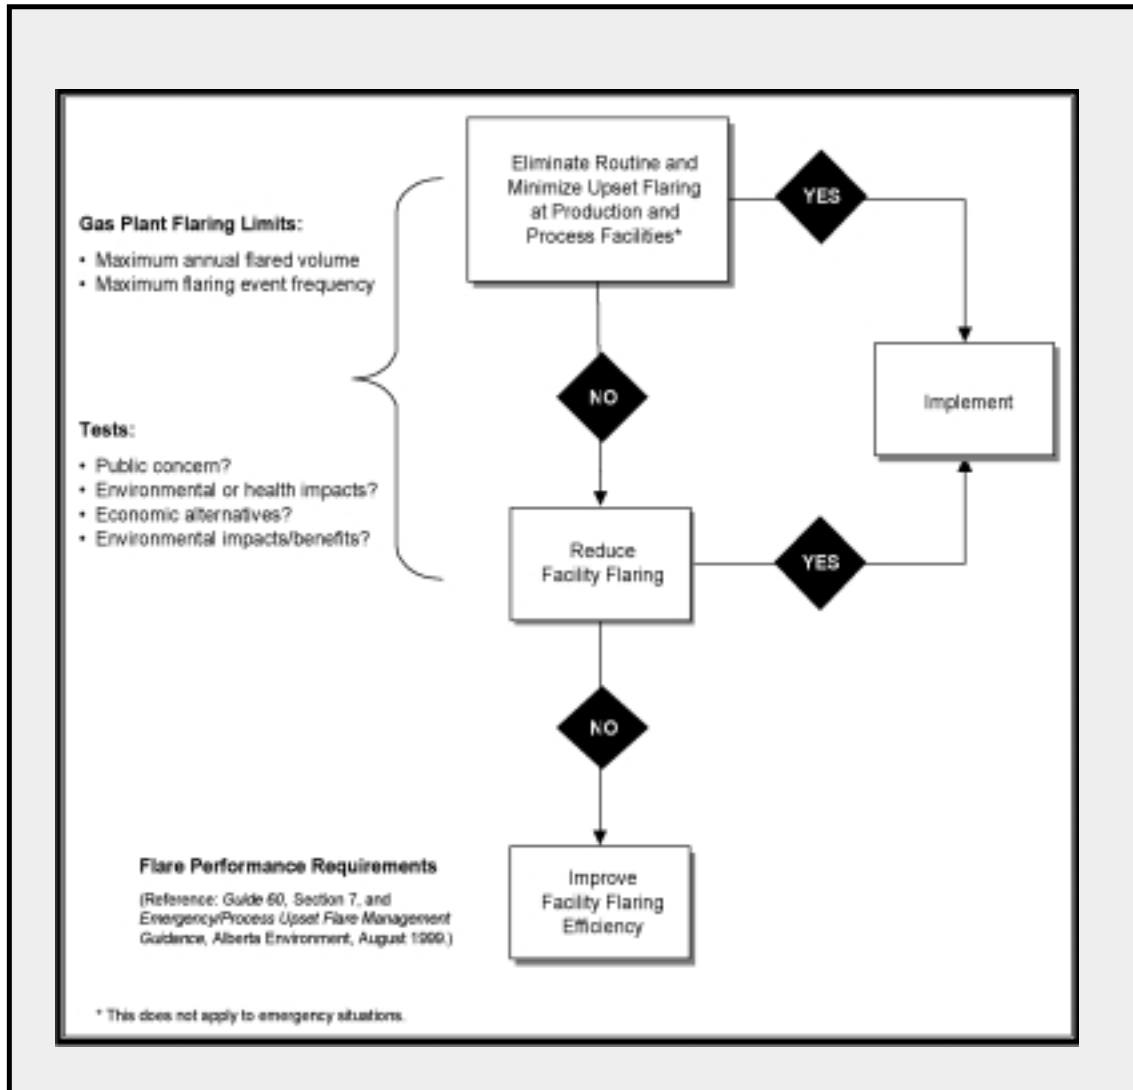 Eliminate Routine and
Minimize Upset Flaring
at Production and
Process Facilities*
YES
Gas Plant Flaring Limits:
• Maximum annual flared volume
• Maximum flaring event frequency
Implement
NO
Tests:
• Public concern?
• Environmental or health impacts?
• Economic alternatives?
• Environmental impacts/benefits?
Reduce
Facility Flaring
YES
NO
Flare Performance Requirements
(Reference: Guide 60, Section 7, and
Emergency/Process Upset Flare Management
Guidance, Alberta Environment, August 1999.)
Improve
Facility Flaring
Efficiency
* This does not apply to emergency situations.